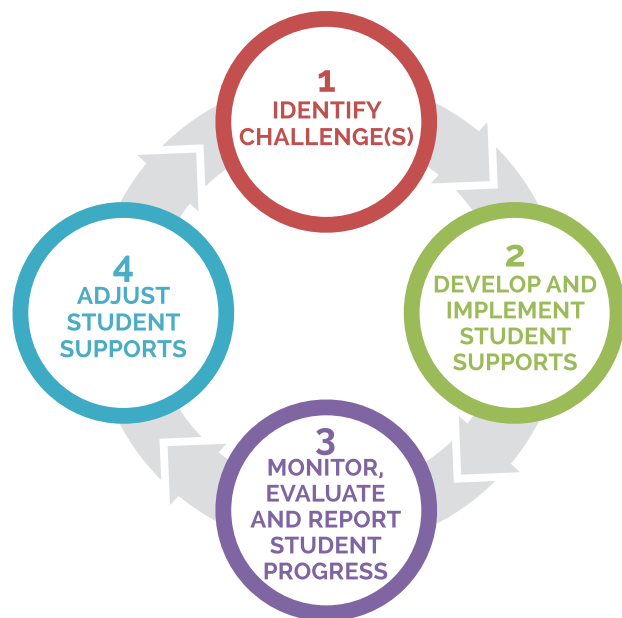 1
IDENTIFY
CHALLENGE(S)
2
DEVELOP AND
IMPLEMENT
STUDENT
SUPPORTS
3
MONITOR,
EVALUATE
AND REPORT
STUDENT
PROGRESS
4
ADJUST
STUDENT
SUPPORTS